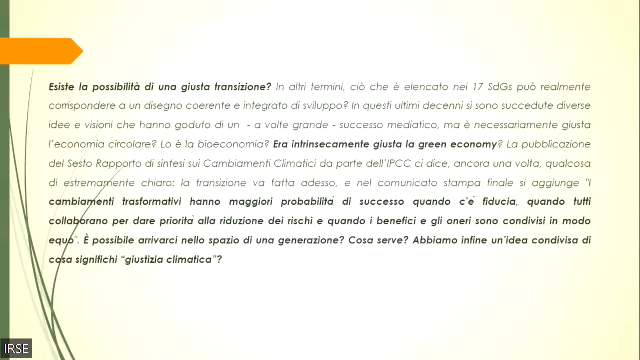 Esiste la possibilità di una giusta transizione? In altri termini, ciò che è elencato nei 17 SdGs può realmente
corrispondere a un disegno coerente e integrato di sviluppo? In questi ultimi decenni si sono succedute diverse
idee e visioni che hanno goduto di un - a volte grande - successo mediatico, ma è necessariamente giusta
l'economia circolare? Lo è la bioeconomia? Era intrinsecamente giusta la green economy? La pubblicazione
del Sesto Rapporto di sintesi sui Cambiamenti Climatici da parte dell'IPCC ci dice, ancora una volta, qualcosa
di estremamente chiaro: la transizione va fatta adesso, e nel comunicato stampa finale si aggiunge "I
cambiamenti trasformativi hanno maggiori probabilità di successo quando c'è fiducia, quando tutti
collaborano per dare priorità alla riduzione dei rischi e quando i benefici e gli oneri sono condivisi in modo
equo". È possibile arrivarci nello spazio di una generazione? Cosa serve? Abbiamo infine un'idea condivisa di
cosa significhi "giustizia climatica"?
IRSE